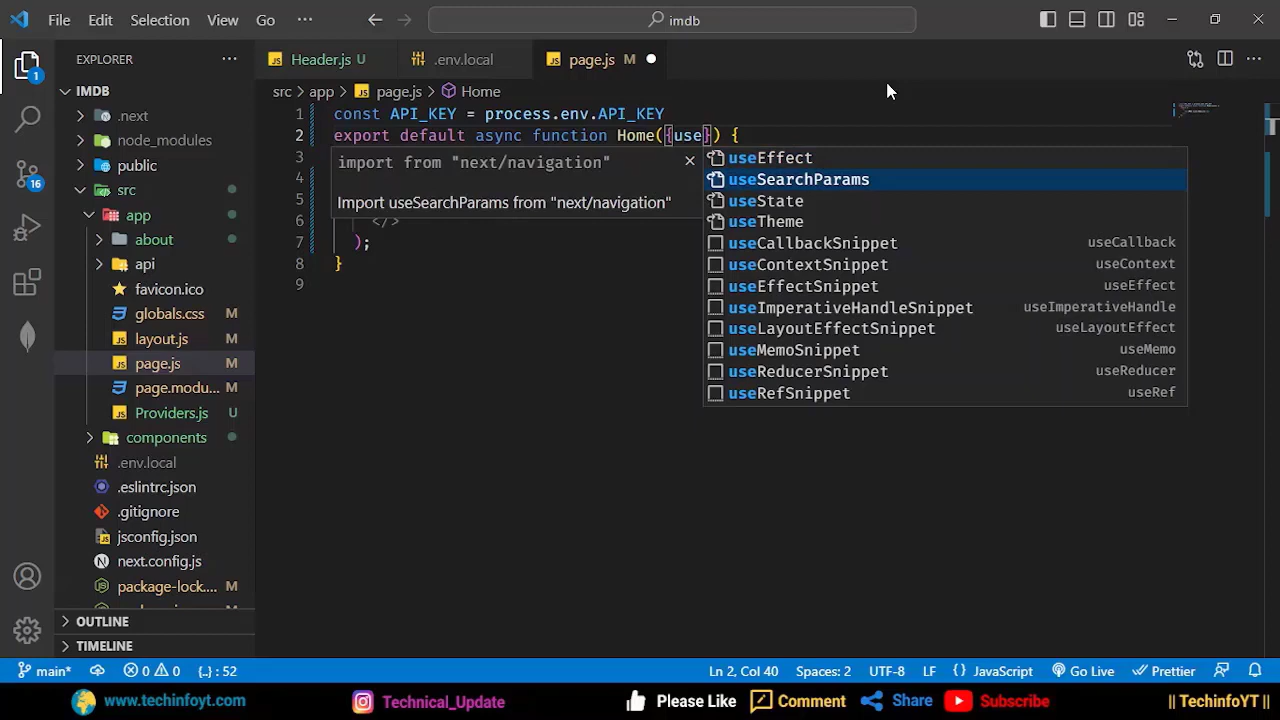 File Edit Selection View Go ··· imdb
EXPLORER ···
Header.js U .env.local page.js M
IMDB
src > app > page.js > Home
.next
node_modules
public
src
app
about
api
favicon.ico
globals.css M
layout.js M
page.js M
page.modu... M
Providers.js U
components
.env.local
.eslintrc.json
.gitignore
jsconfig.json
next.config.js
package-lock.... M
OUTLINE
TIMELINE
1 const API_KEY = process.env.API_KEY
2 export default async function Home({use}) {
3
4
5
6 </>
7 );
8 }
9
import from "next/navigation"
Import useSearchParams from "next/navigation"
useEffect
useSearchParams
useState
useTheme
useCallbackSnippet useCallback
useContextSnippet useContext
useEffectSnippet useEffect
useImperativeHandleSnippet useImperativeHandle
useLayoutEffectSnippet useLayoutEffect
useMemoSnippet useMemo
useReducerSnippet useReducer
useRefSnippet useRef
1
16
main* 0 0 {..} : 52 Ln 2, Col 40 Spaces: 2 UTF-8 LF {} JavaScript Go Live Prettier
www.techinfoyt.com Technical_Update Please Like Comment Share Subscribe || TechinfoYT ||